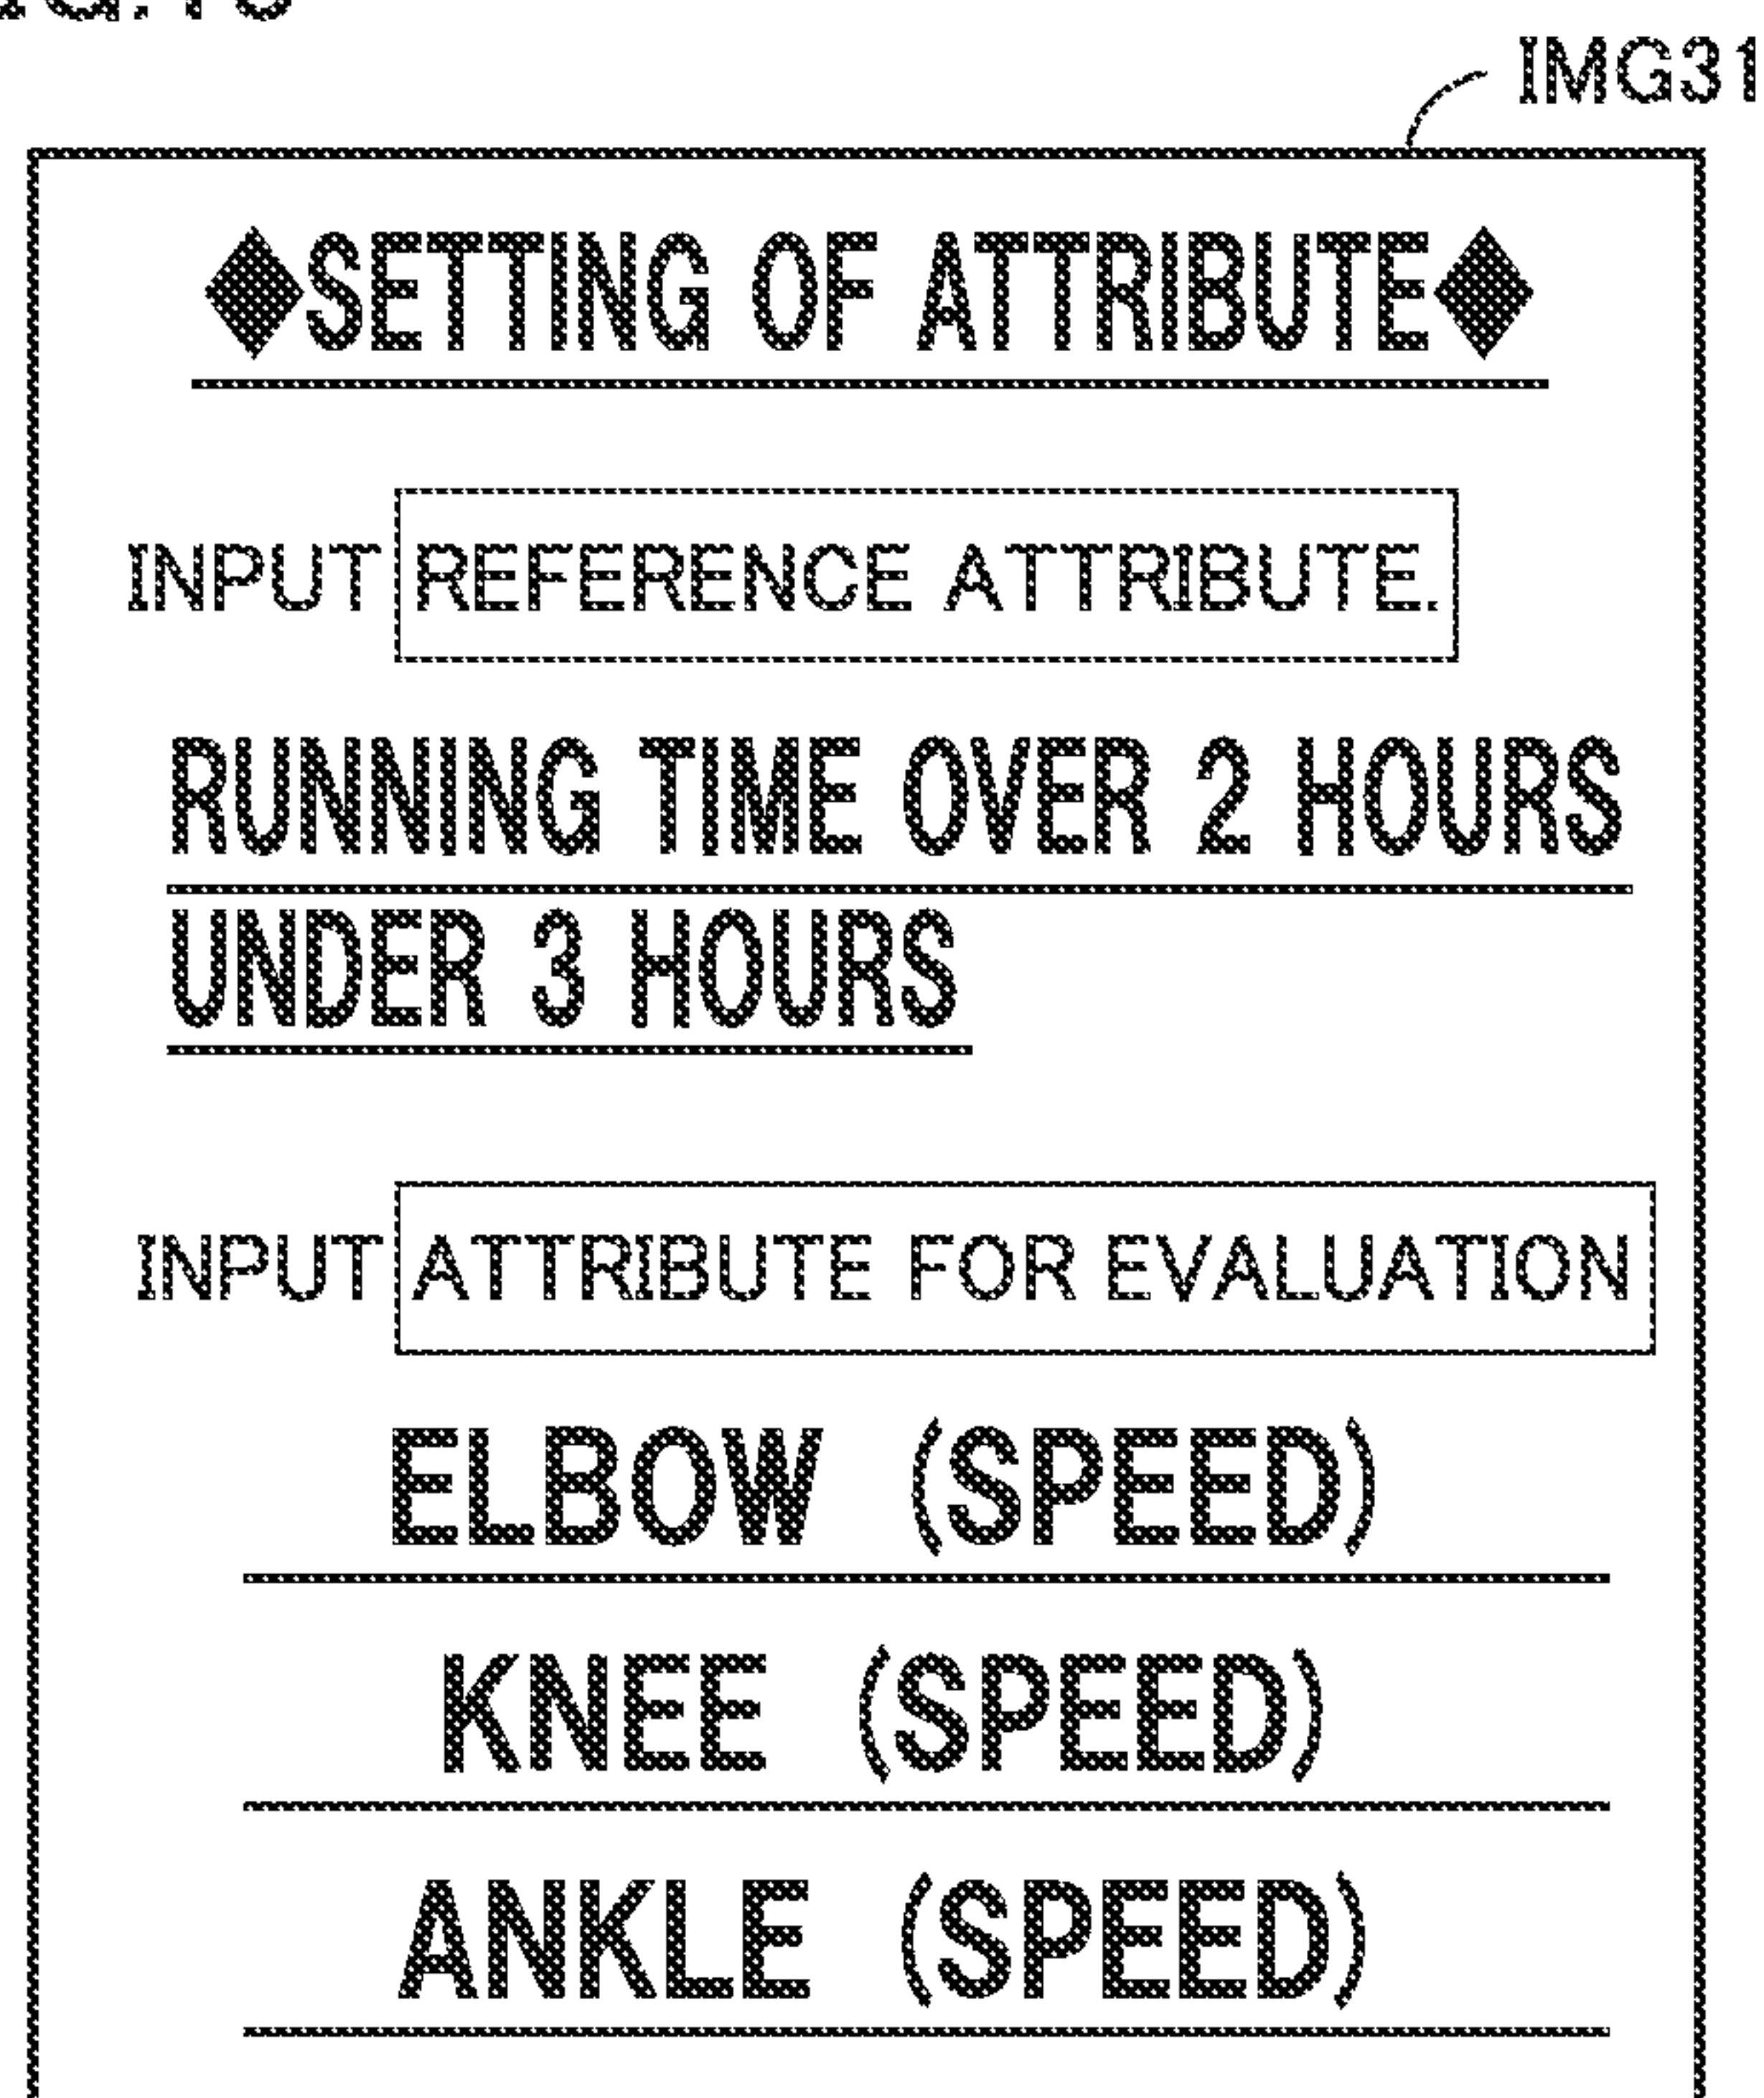 IMG31
◆SETTING OF ATTRIBUTE◆
INPUT REFERENCE ATTRIBUTE.
RUNNING TIME OVER 2 HOURS
UNDER 3 HOURS
INPUT ATTRIBUTE FOR EVALUATION
ELBOW (SPEED)
KNEE (SPEED)
ANKLE (SPEED)